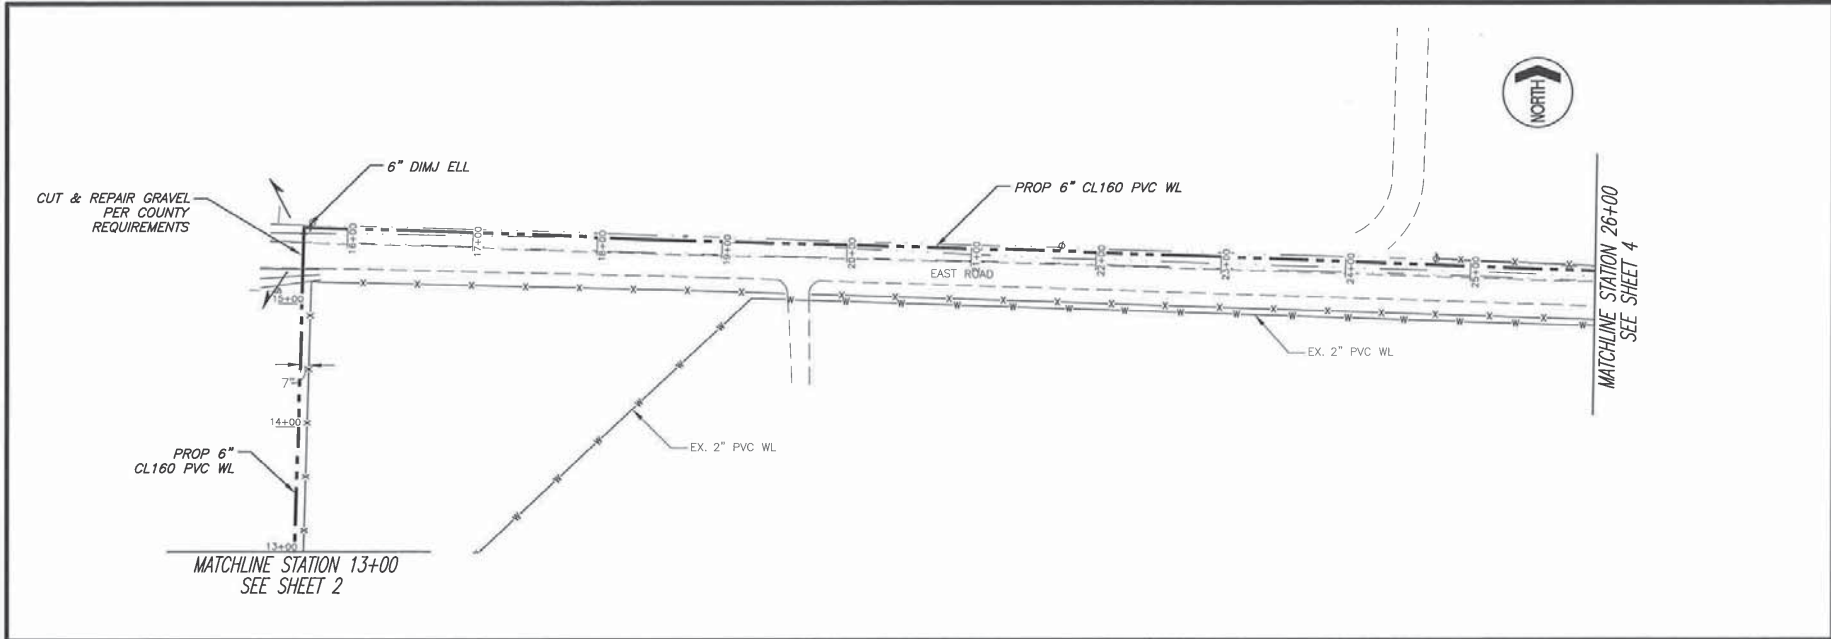 NORTH
6" DIMJ ELL
CUT & REPAIR GRAVEL
PER COUNTY
REQUIREMENTS
PROP 6" CL160 PVC WL
MATCHLINE STATION 26+00
SEE SHEET 4
16+00
17+00
18+00
19+00
20+00
22+00
23+00
24+00
25+00
EAST ROAD
15+00
EX. 2" PVC WL
7'
14+00
EX. 2" PVC WL
PROP 6"
CL160 PVC WL
13+00
MATCHLINE STATION 13+00
SEE SHEET 2
X X X X X X X X X X X
W W W W W W W W W W